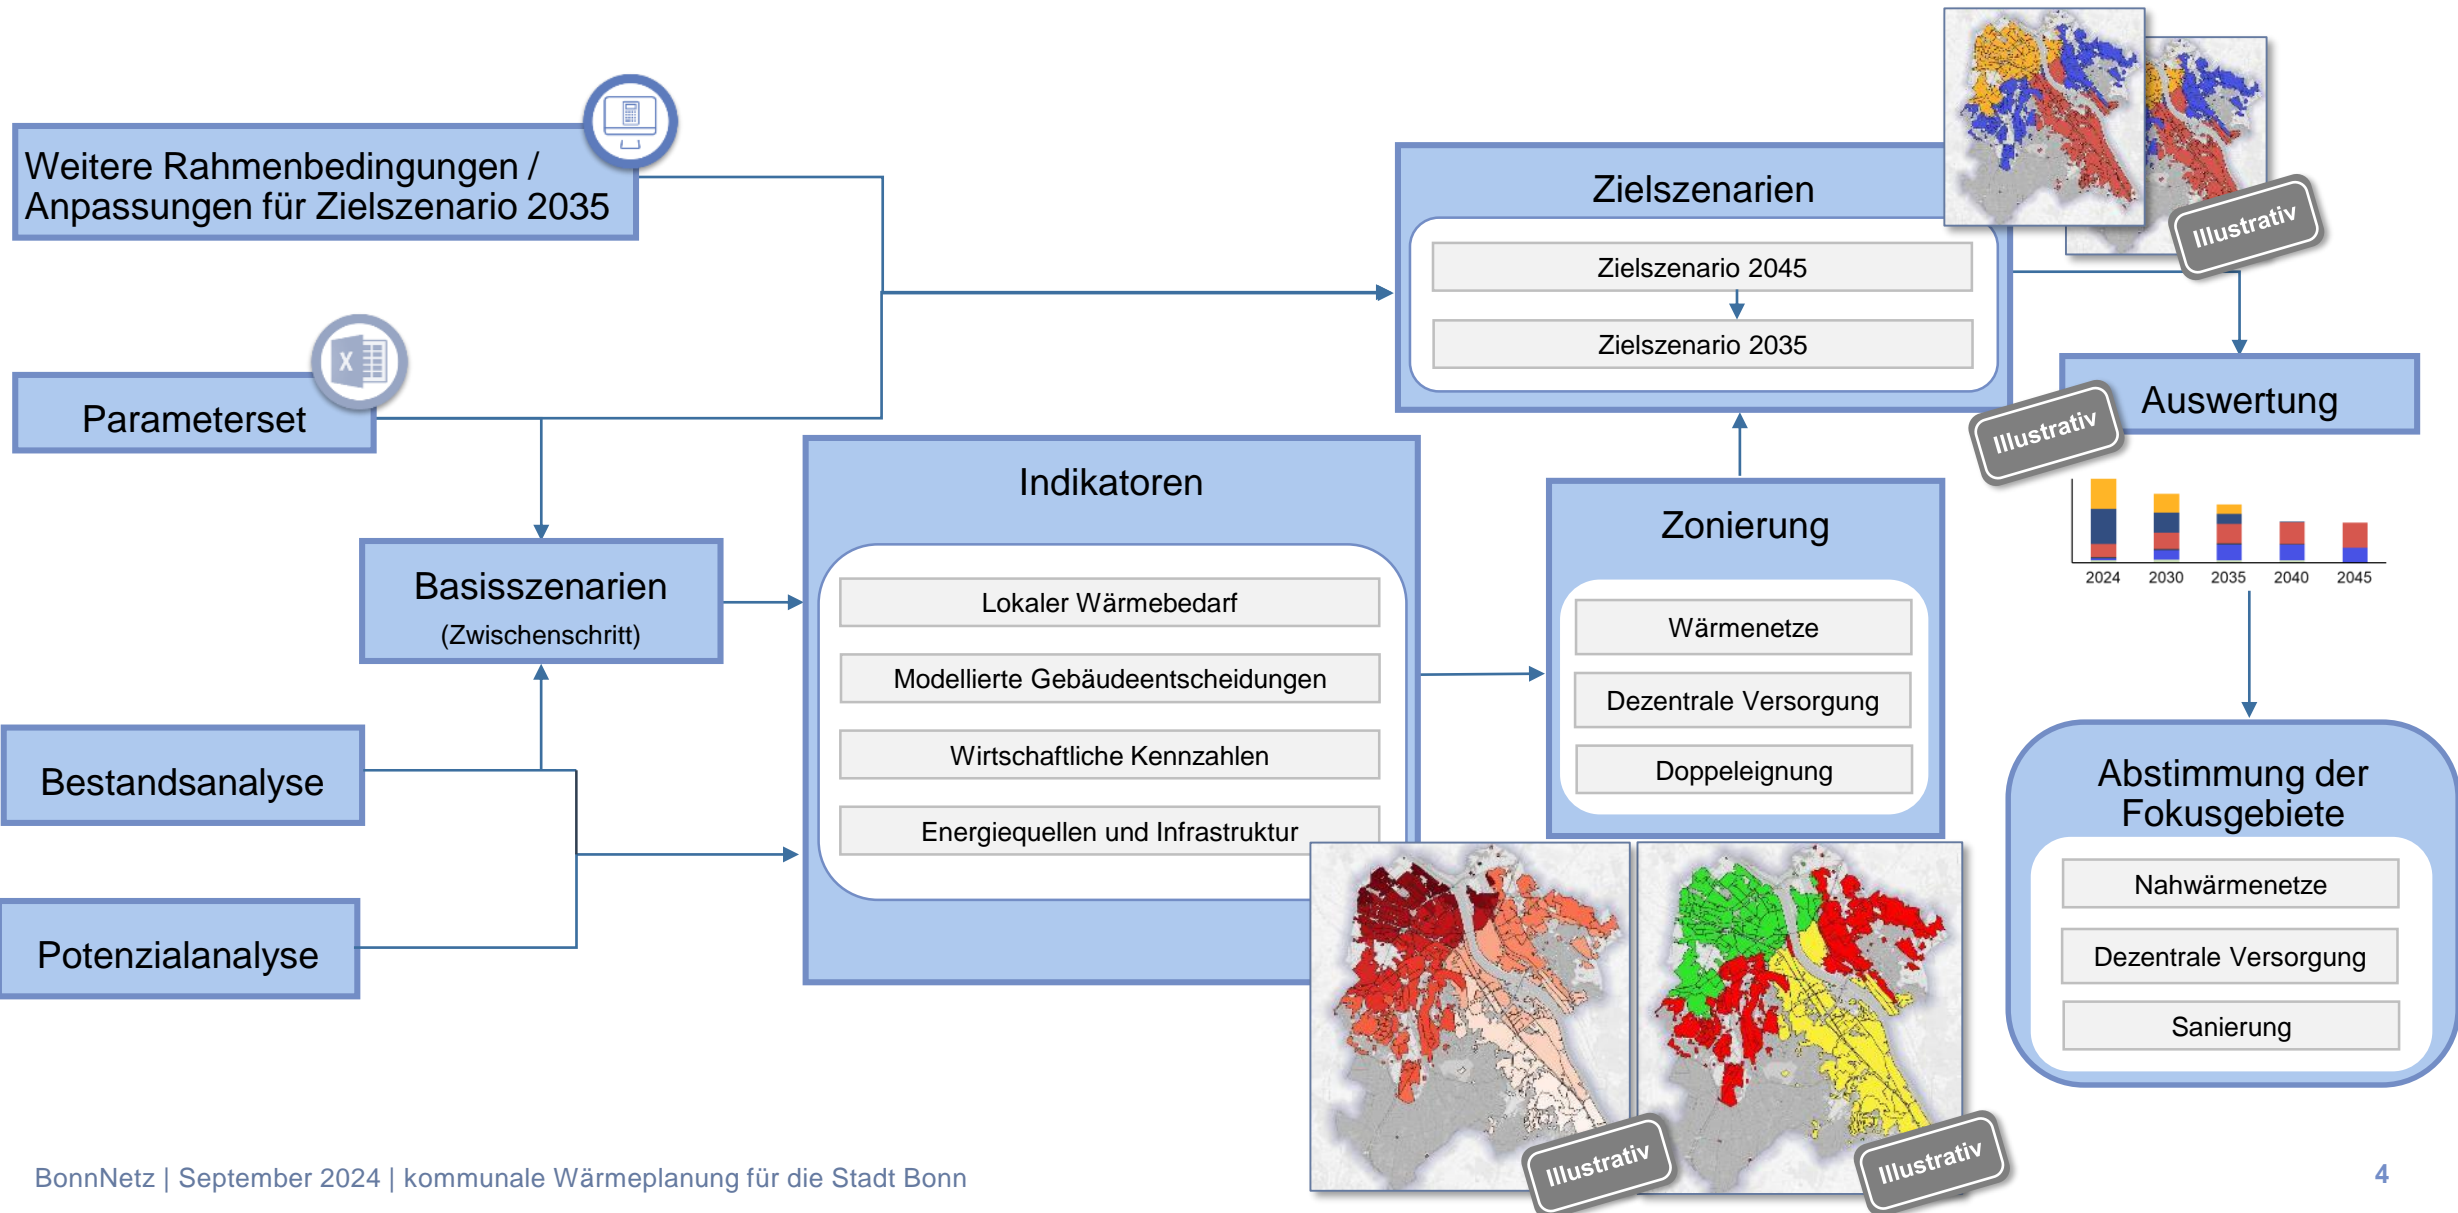 Weitere Rahmenbedingungen /
Anpassungen für Zielszenario 2035
X
Parameterset
Basisszenarien
(Zwischenschritt)
Bestandsanalyse
Potenzialanalyse
Indikatoren
Lokaler Wärmebedarf
Modellierte Gebäudeentscheidungen
Wirtschaftliche Kennzahlen
Energiequellen und Infrastruktur
Illustrativ
Zonierung
Wärmenetze
Dezentrale Versorgung
Doppeleignung
Illustrativ
Zielszenarien
Zielszenario 2045
Zielszenario 2035
Illustrativ
Auswertung
Illustrativ
2024 2030 2035 2040 2045
Abstimmung der
Fokusgebiete
Nahwärmenetze
Dezentrale Versorgung
Sanierung
BonnNetz | September 2024 | kommunale Wärmeplanung für die Stadt Bonn
4